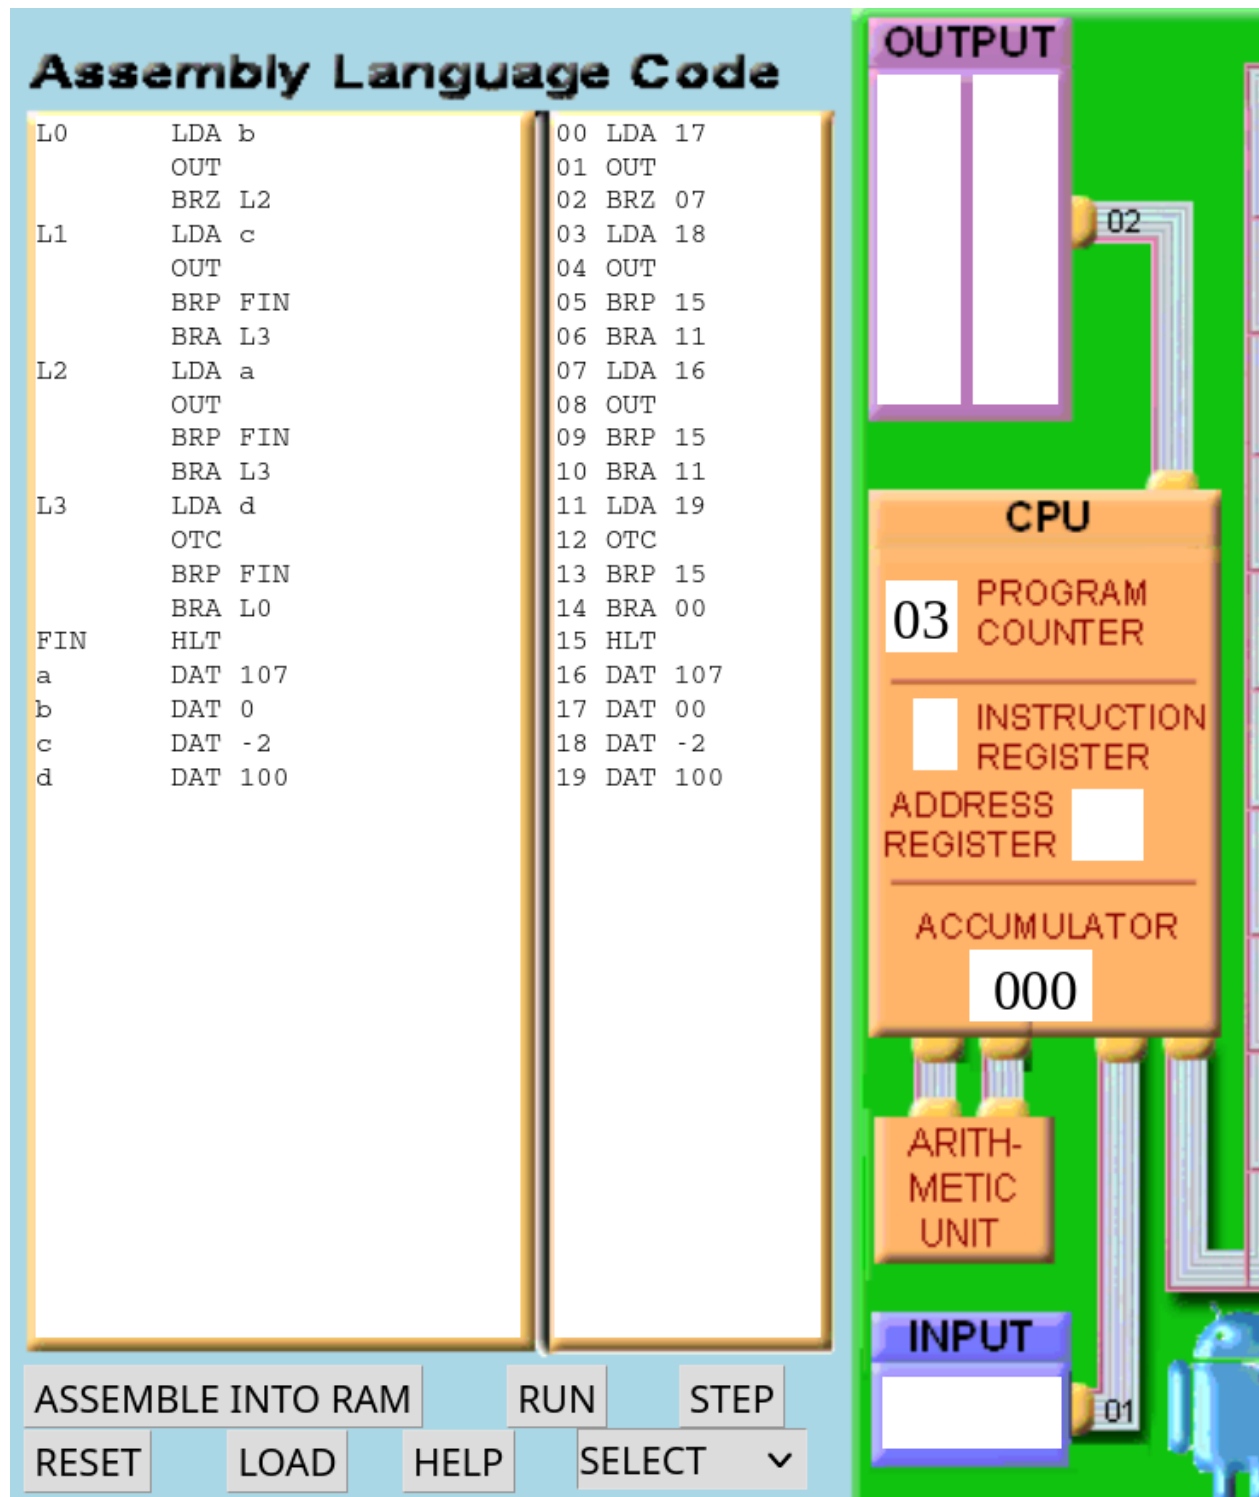 Assembly Language Code
L0 LDA b
OUT
BRZ L2
L1 LDA c
OUT
BRP FIN
BRA L3
L2 LDA a
OUT
BRP FIN
BRA L3
L3 LDA d
OTC
BRP FIN
BRA L0
FIN HLT
a DAT 107
b DAT 0
c DAT -2
d DAT 100
00 LDA 17
01 OUT
02 BRZ 07
03 LDA 18
04 OUT
05 BRP 15
06 BRA 11
07 LDA 16
08 OUT
09 BRP 15
10 BRA 11
11 LDA 19
12 OTC
13 BRP 15
14 BRA 00
15 HLT
16 DAT 107
17 DAT 00
18 DAT -2
19 DAT 100
ASSEMBLE INTO RAM RUN STEP
RESET LOAD HELP SELECT
OUTPUT
02
CPU
03 PROGRAM
COUNTER
INSTRUCTION
REGISTER
ADDRESS
REGISTER
ACCUMULATOR
000
ARITH-
METIC
UNIT
INPUT
01